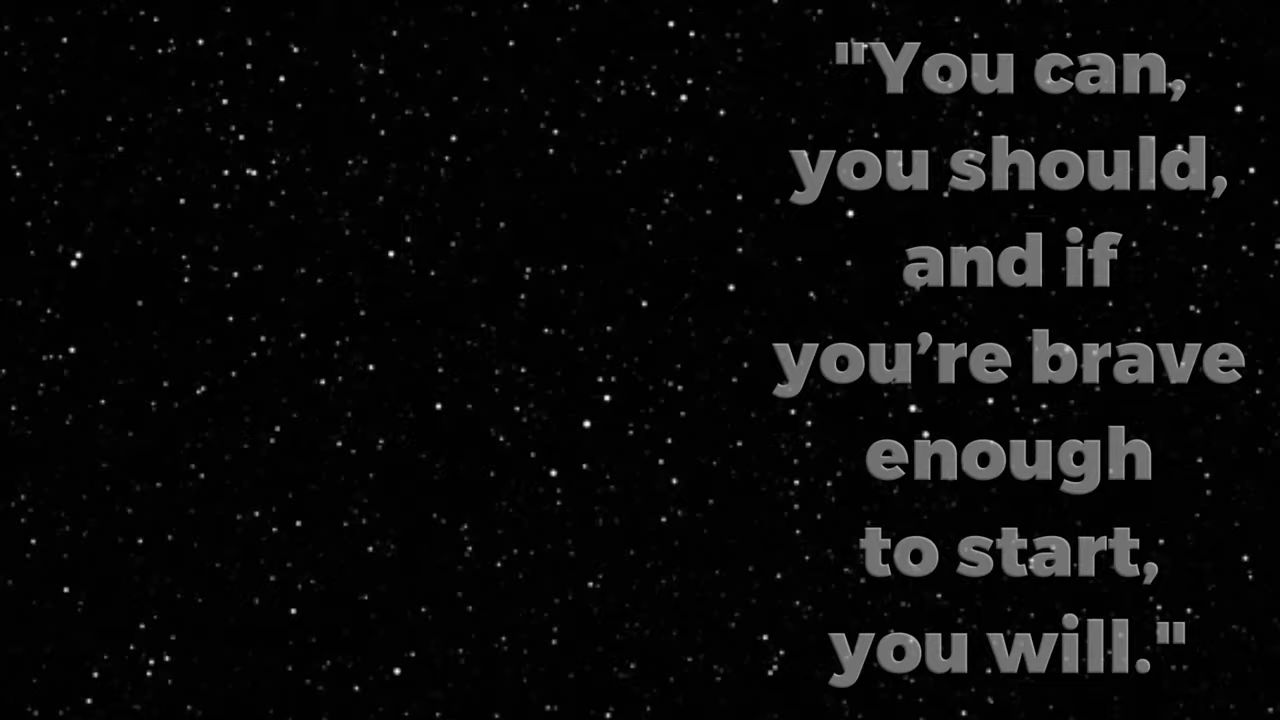 "You can,
you should,
and if
you’re brave
enough
to start,
you will."